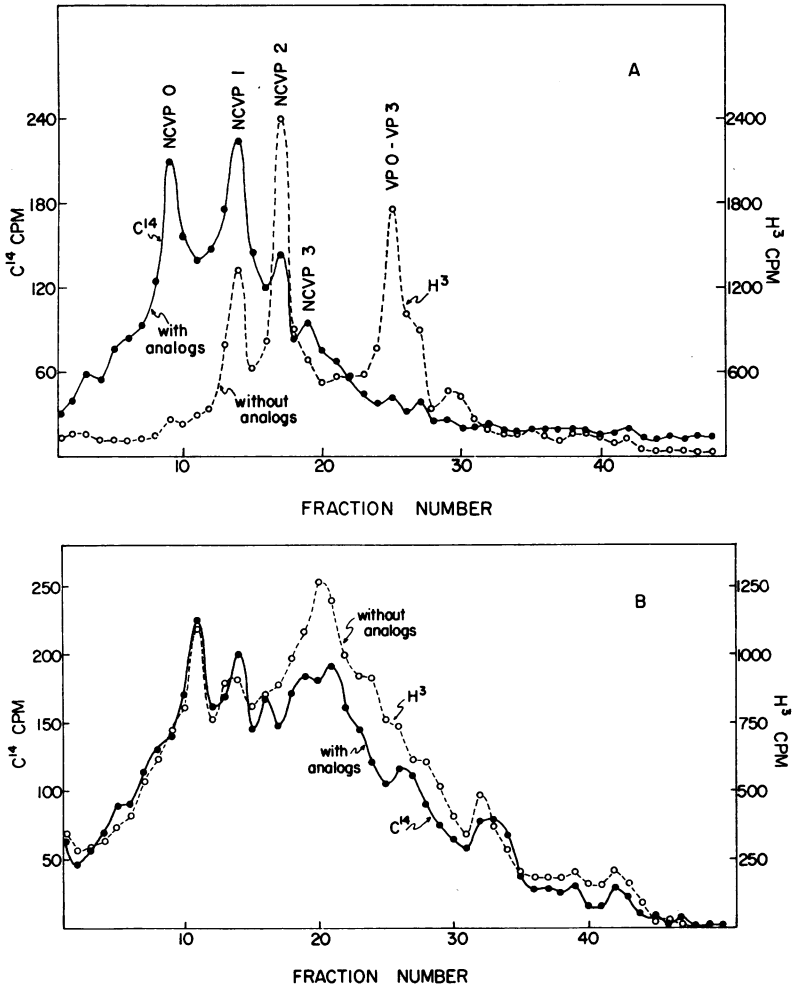 A
NCVP 0
NCVP 1
NCVP 2
NCVP 3
VP 0 - VP 3
C¹⁴
H³
with
analogs
without
analogs
C¹⁴ CPM
240
180
120
60
H³ CPM
2400
1800
1200
600
10
20
30
40
FRACTION NUMBER
B
without
analogs
H³
with
analogs
C¹⁴
C¹⁴ CPM
250
200
150
100
50
H³ CPM
1250
1000
750
500
250
10
20
30
40
FRACTION NUMBER